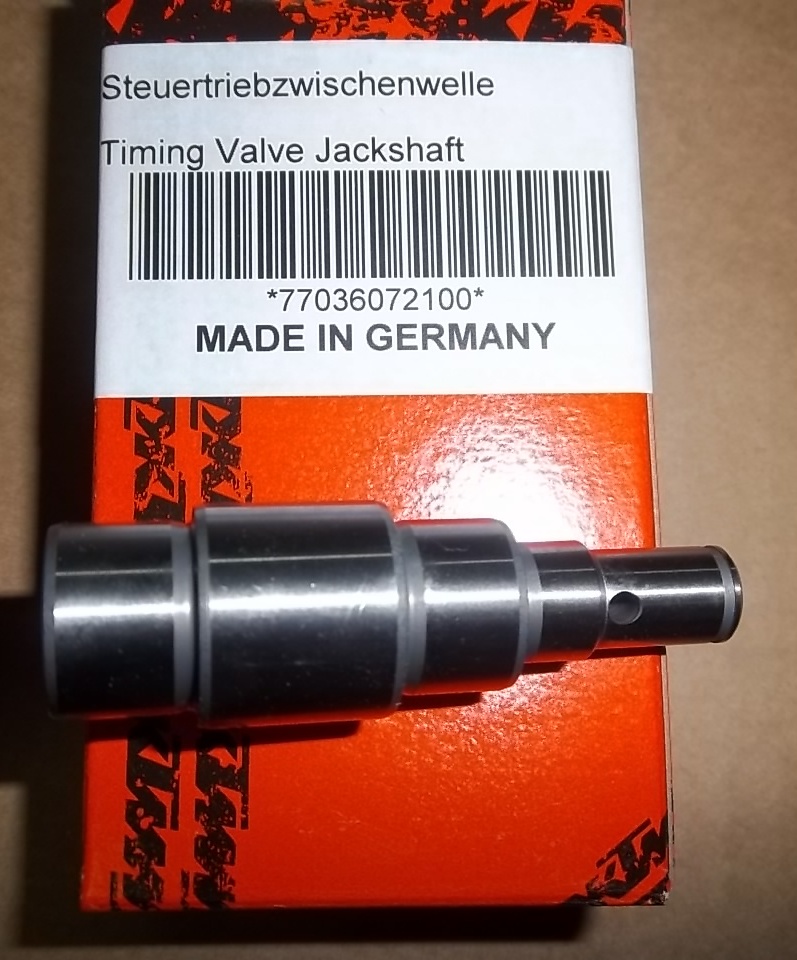 Steuertriebzwischenwelle
Timing Valve Jackshaft
*77036072100*
MADE IN GERMANY